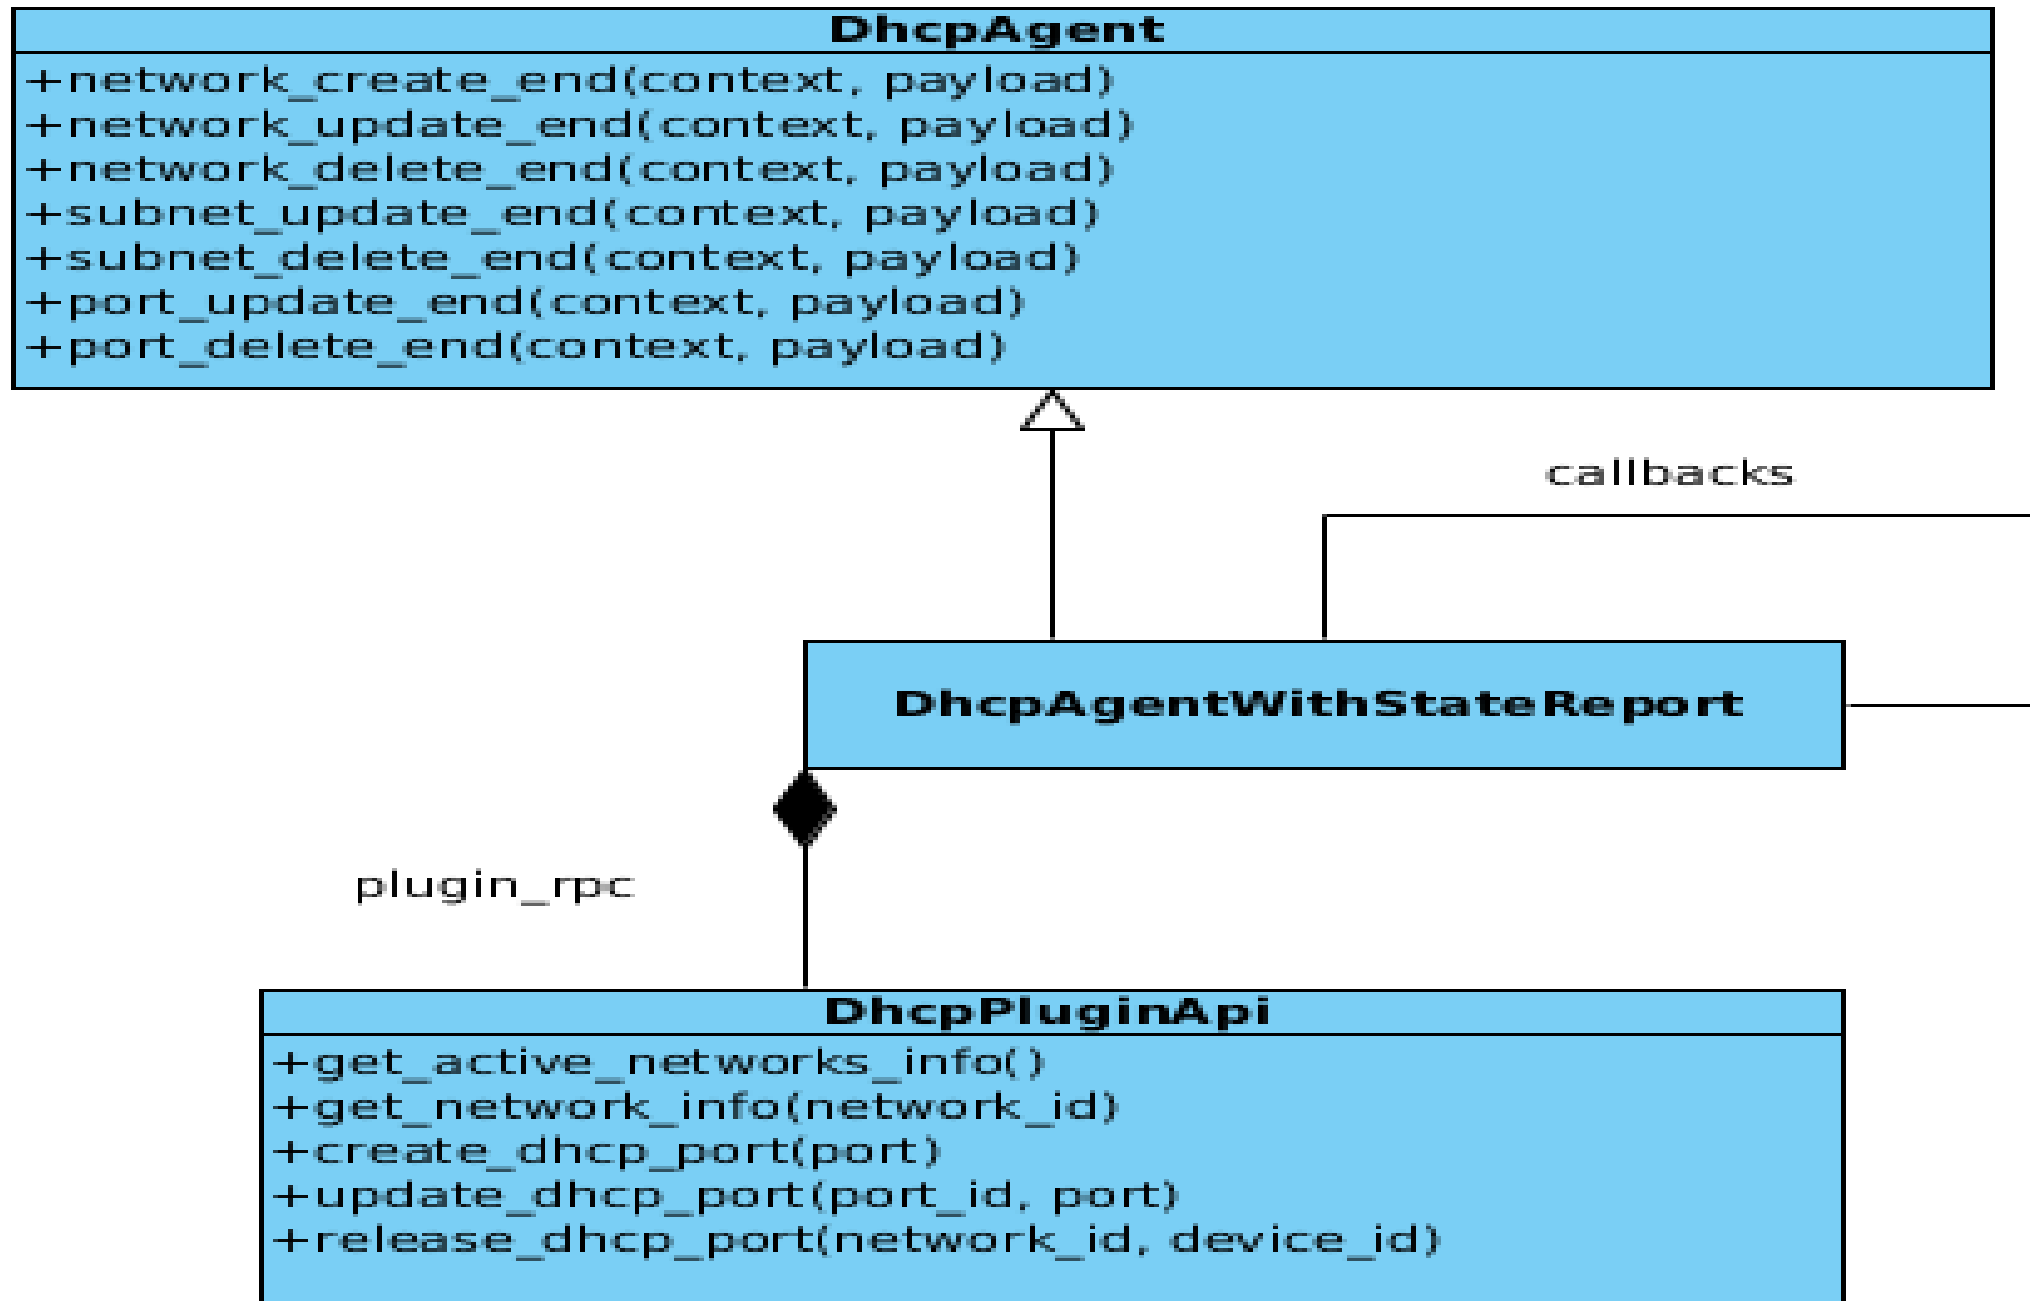 DhcpAgent
+network_create_end(context, payload)
+network_update_end(context, payload)
+network_delete_end(context, payload)
+subnet_update_end(context, payload)
+subnet_delete_end(context, payload)
+port_update_end(context, payload)
+port_delete_end(context, payload)
callbacks
DhcpAgentWithStateReport
plugin_rpc
DhcpPluginApi
+get_active_networks_info()
+get_network_info(network_id)
+create_dhcp_port(port)
+update_dhcp_port(port_id, port)
+release_dhcp_port(network_id, device_id)